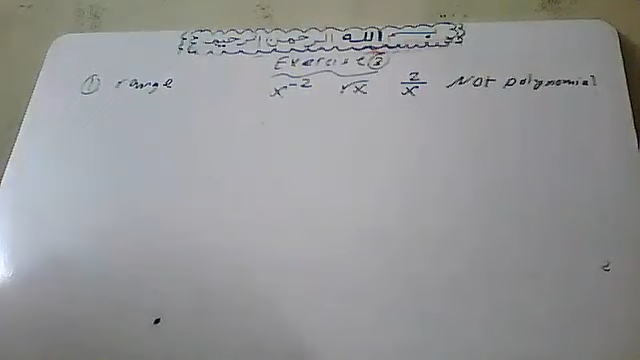 بسم الله الرحمن الرحيم
Exercise 3
① range x⁻² √x 2/x Not polynomial